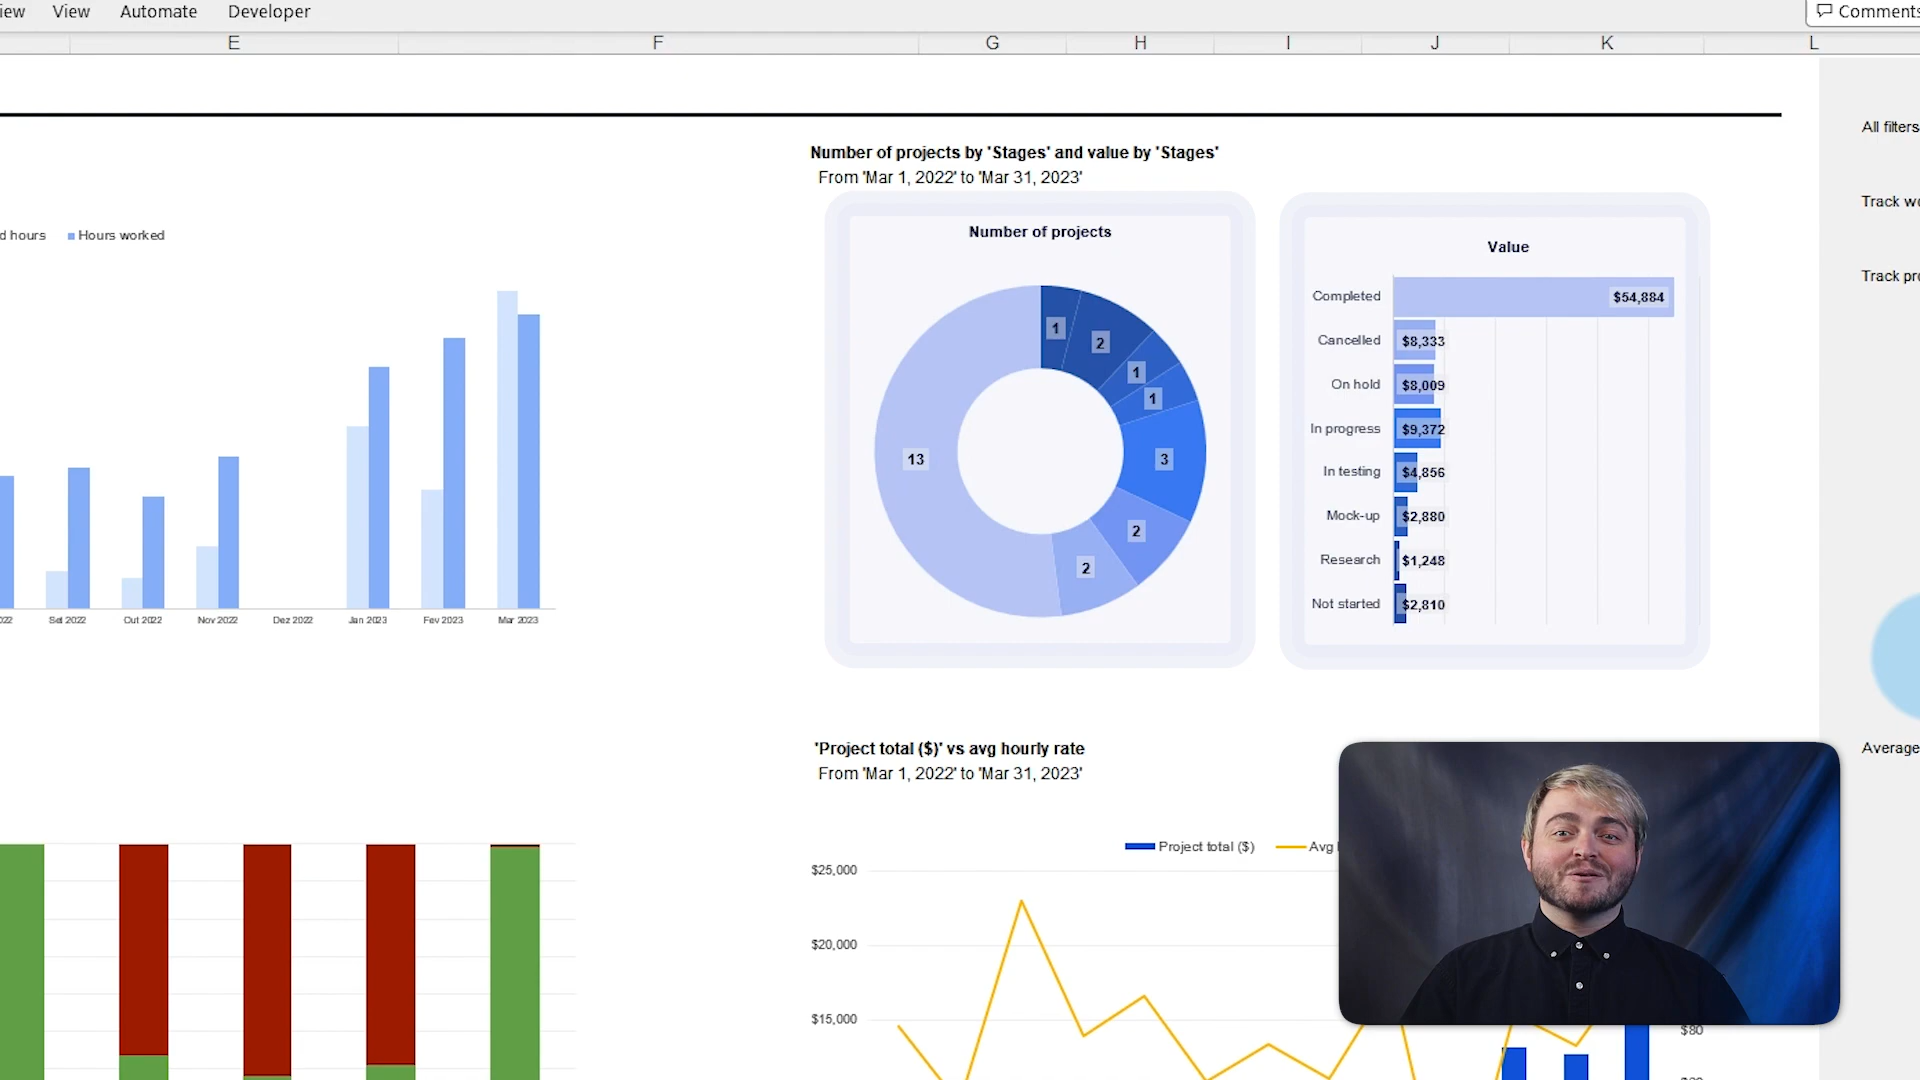 View
Automate
Developer
Comments
E
F
G
H
I
J
K
L
Number of projects by 'Stages' and value by 'Stages'
From 'Mar 1, 2022' to 'Mar 31, 2023'
All filters
Track
Track
hours
Hours worked
Number of projects
1
2
1
1
3
2
2
13
Value
Completed $54,884
Cancelled $8,333
On hold $8,009
In progress $9,372
In testing $4,856
Mock-up $2,880
Research $1,248
Not started $2,810
Set 2022
Out 2022
Nov 2022
Dez 2022
Jan 2023
Fev 2023
Mar 2023
'Project total ($)' vs avg hourly rate
From 'Mar 1, 2022' to 'Mar 31, 2023'
Average
Project total ($)
Avg
$25,000
$20,000
$15,000
$80